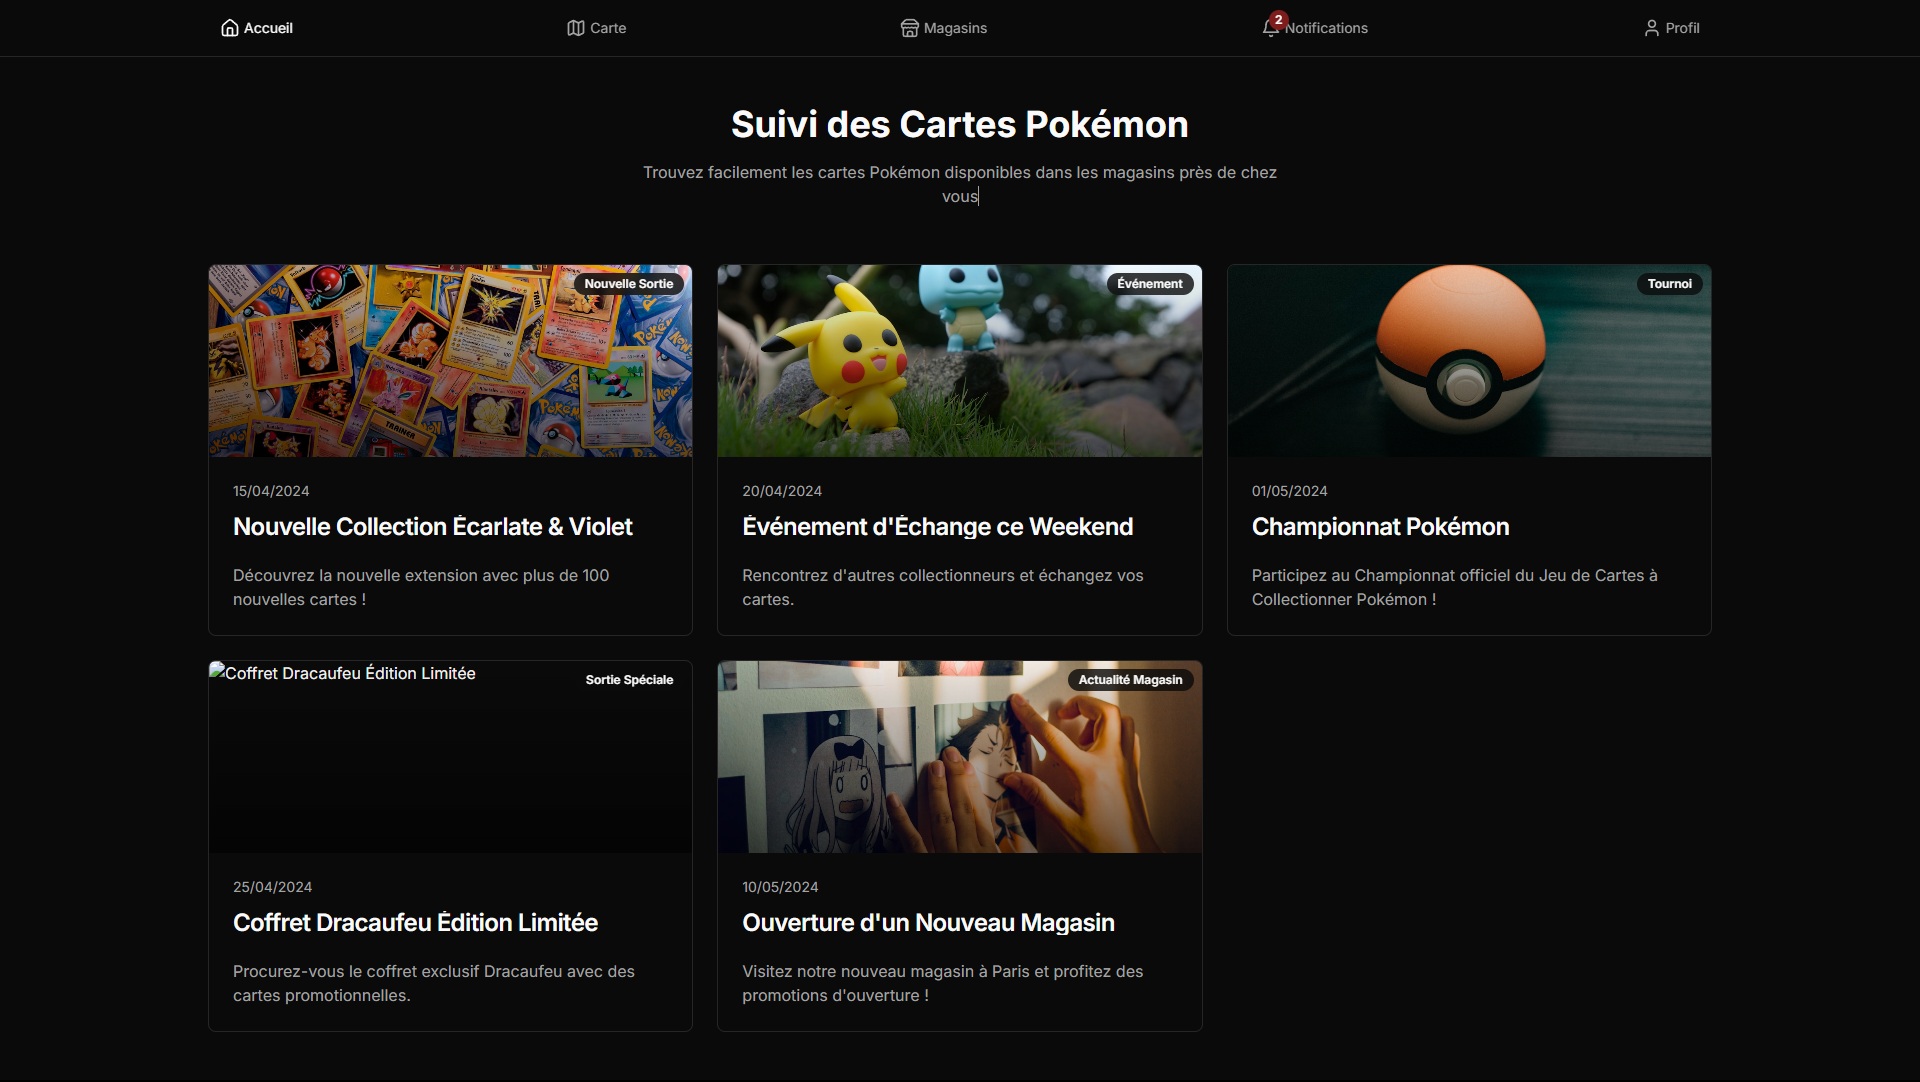 Accueil
Carte
Magasins
2
Notifications
Profil
Suivi des Cartes Pokémon
Trouvez facilement les cartes Pokémon disponibles dans les magasins près de chez
vous
Nouvelle Sortie
TRAINER
15/04/2024
Nouvelle Collection Écarlate & Violet
Découvrez la nouvelle extension avec plus de 100
nouvelles cartes !
Événement
20/04/2024
Événement d'Échange ce Weekend
Rencontrez d'autres collectionneurs et échangez vos
cartes.
Tournoi
01/05/2024
Championnat Pokémon
Participez au Championnat officiel du Jeu de Cartes à
Collectionner Pokémon !
Coffret Dracaufeu Édition Limitée
Sortie Spéciale
25/04/2024
Coffret Dracaufeu Édition Limitée
Procurez-vous le coffret exclusif Dracaufeu avec des
cartes promotionnelles.
Actualité Magasin
10/05/2024
Ouverture d'un Nouveau Magasin
Visitez notre nouveau magasin à Paris et profitez des
promotions d'ouverture !